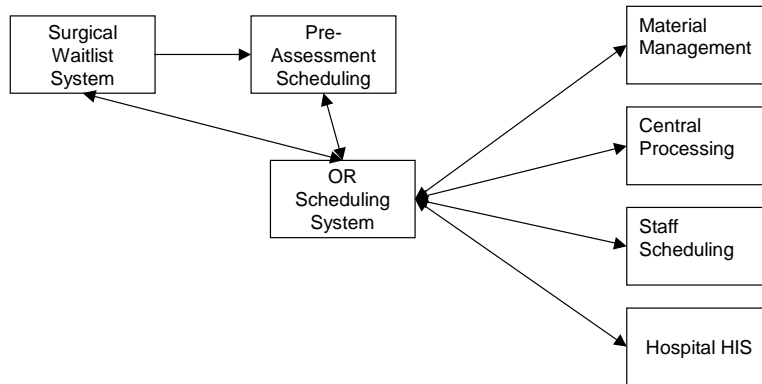 Surgical
Waitlist
System
Pre-
Assessment
Scheduling
OR
Scheduling
System
Material
Management
Central
Processing
Staff
Scheduling
Hospital HIS